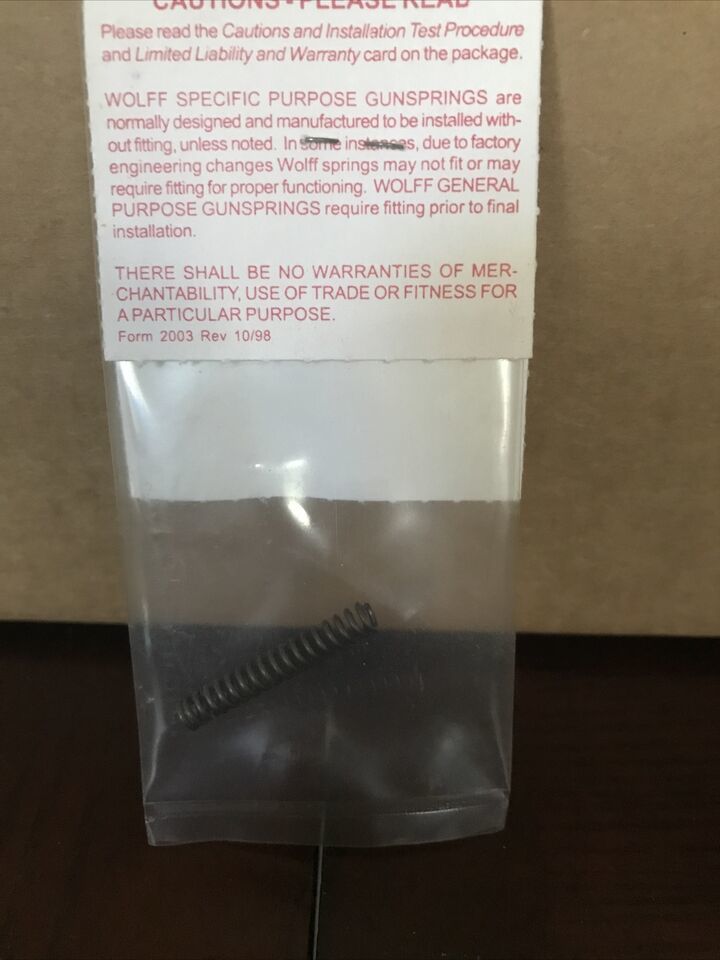 CAUTIONS - PLEASE READ
Please read the Cautions and Installation Test Procedure
and Limited Liability and Warranty card on the package.
WOLFF SPECIFIC PURPOSE GUNSPRINGS are
normally designed and manufactured to be installed with-
out fitting, unless noted. In some instances, due to factory
engineering changes Wolff springs may not fit or may
require fitting for proper functioning. WOLFF GENERAL
PURPOSE GUNSPRINGS require fitting prior to final
installation.
THERE SHALL BE NO WARRANTIES OF MER-
CHANTABILITY, USE OF TRADE OR FITNESS FOR
A PARTICULAR PURPOSE.
Form 2003 Rev 10/98